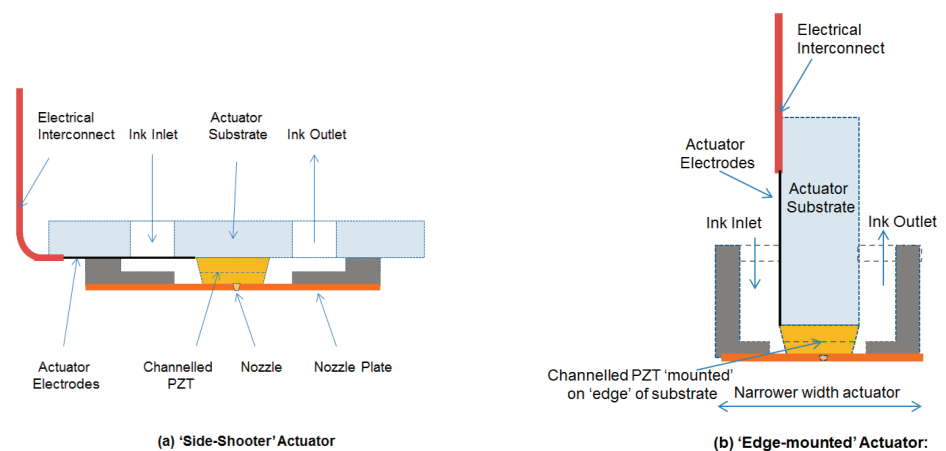 Electrical
Interconnect
Ink Inlet
Actuator
Substrate
Ink Outlet
Actuator
Electrodes
Channelled
PZT
Nozzle
Nozzle Plate
(a) ‘Side-Shooter’ Actuator
Electrical
Interconnect
Actuator
Electrodes
Actuator
Substrate
Ink Inlet
Ink Outlet
Channelled PZT ‘mounted’
on ‘edge’ of substrate
Narrower width actuator
(b) ‘Edge-mounted’ Actuator: